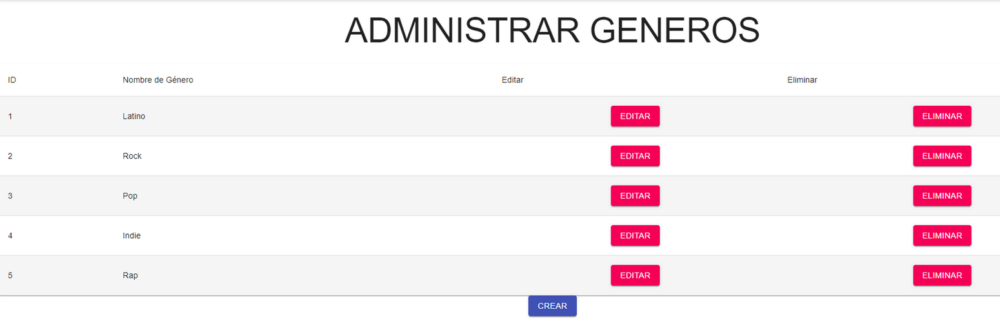 ADMINISTRAR GENEROS
ID Nombre de Género Editar Eliminar
1 Latino EDITAR ELIMINAR
2 Rock EDITAR ELIMINAR
3 Pop EDITAR ELIMINAR
4 Indie EDITAR ELIMINAR
5 Rap EDITAR ELIMINAR
CREAR